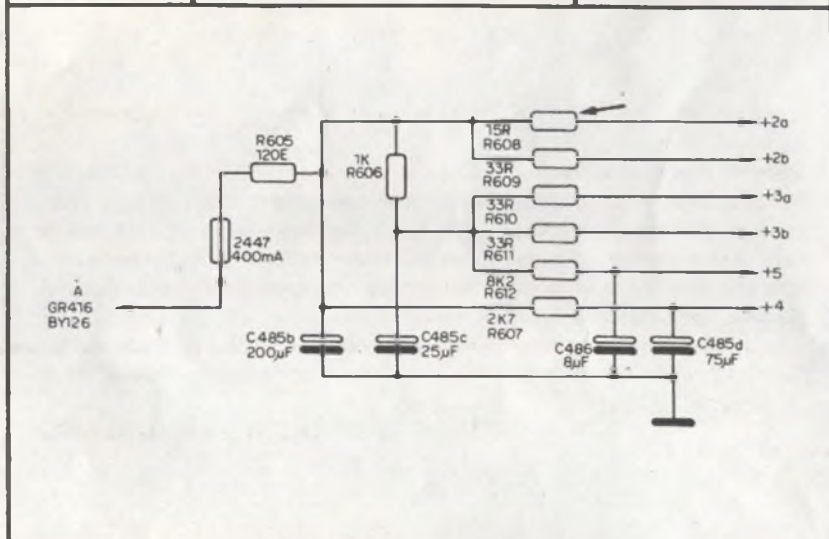 +2a
15R
R608
R605
120E
+2b
1K
R606
33R
R609
+3a
33R
R610
+3b
33R
R611
2447
400mA
+5
8K2
R612
A
GR416
BY126
+4
2K7
R607
C485b
200µF
C485c
25µF
C486
8µF
C485d
75µF